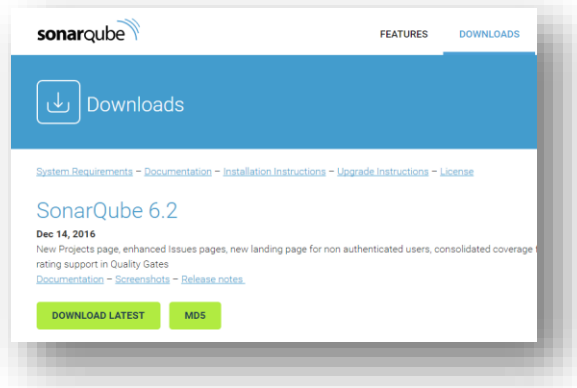 sonarqube
FEATURES DOWNLOADS
Downloads
System Requirements – Documentation – Installation Instructions – Upgrade Instructions – License
SonarQube 6.2
Dec 14, 2016
New Projects page, enhanced Issues pages, new landing page for non authenticated users, consolidated coverage
rating support in Quality Gates
Documentation – Screenshots – Release notes
DOWNLOAD LATEST MD5